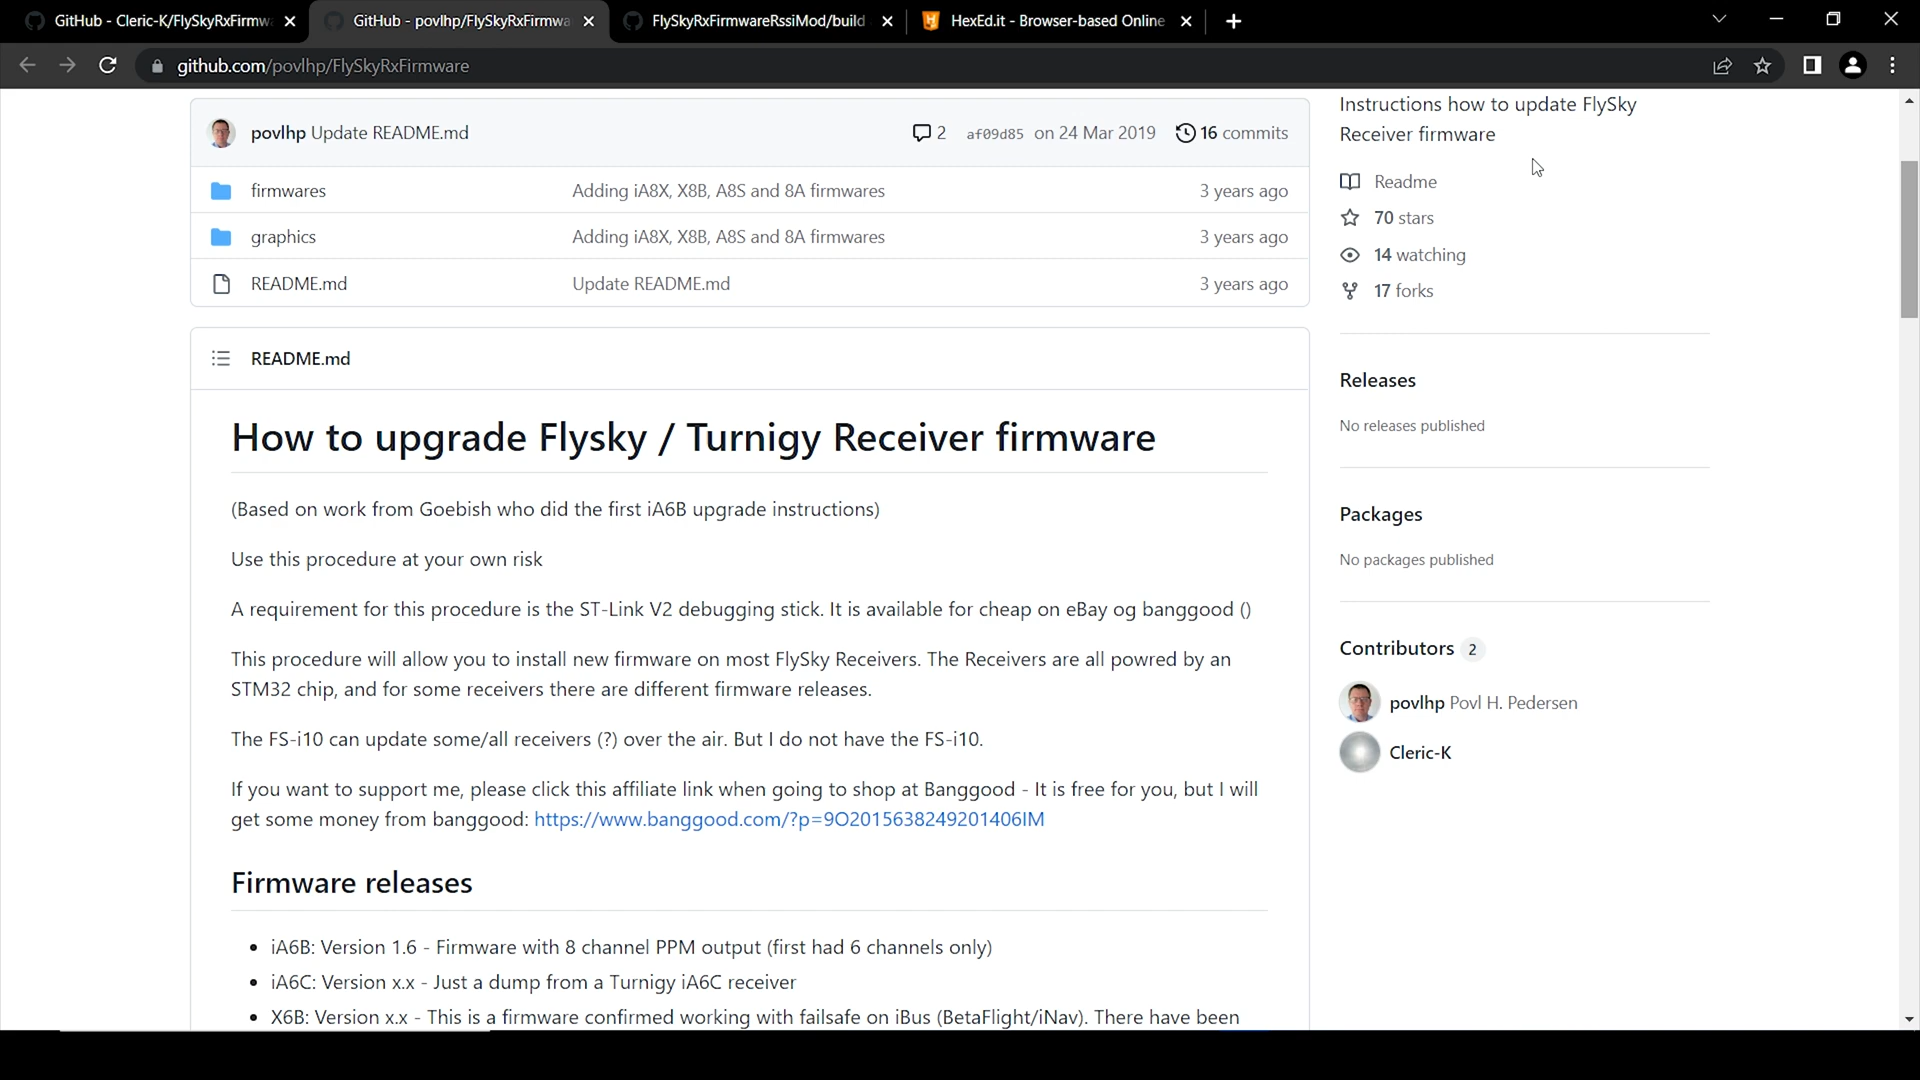 GitHub - Cleric-K/FlySkyRxFirmwa
GitHub - povlhp/FlySkyRxFirmwa
FlySkyRxFirmwareRssiMod/build
HexEd.it - Browser-based Online
github.com/povlhp/FlySkyRxFirmware
povlhp Update README.md
2
af09d85 on 24 Mar 2019
16 commits
firmwares
Adding iA8X, X8B, A8S and 8A firmwares
3 years ago
graphics
Adding iA8X, X8B, A8S and 8A firmwares
3 years ago
README.md
Update README.md
3 years ago
README.md
How to upgrade Flysky / Turnigy Receiver firmware
(Based on work from Goebish who did the first iA6B upgrade instructions)
Use this procedure at your own risk
A requirement for this procedure is the ST-Link V2 debugging stick. It is available for cheap on eBay og banggood ()
This procedure will allow you to install new firmware on most FlySky Receivers. The Receivers are all powred by an
STM32 chip, and for some receivers there are different firmware releases.
The FS-i10 can update some/all receivers (?) over the air. But I do not have the FS-i10.
If you want to support me, please click this affiliate link when going to shop at Banggood - It is free for you, but I will
get some money from banggood: https://www.banggood.com/?p=9O2015638249201406IM
Firmware releases
• iA6B: Version 1.6 - Firmware with 8 channel PPM output (first had 6 channels only)
• iA6C: Version x.x - Just a dump from a Turnigy iA6C receiver
• X6B: Version x.x - This is a firmware confirmed working with failsafe on iBus (BetaFlight/iNav). There have been
Instructions how to update FlySky
Receiver firmware
Readme
70 stars
14 watching
17 forks
Releases
No releases published
Packages
No packages published
Contributors 2
povlhp Povl H. Pedersen
Cleric-K